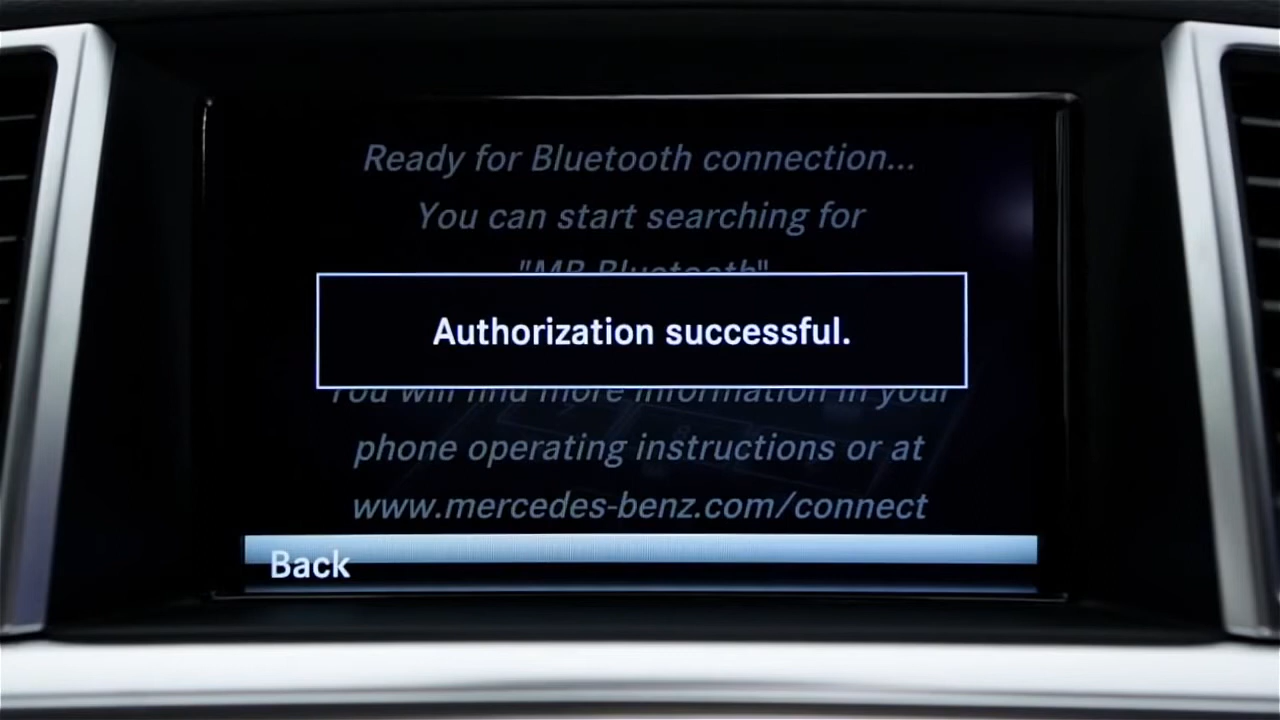 Ready for Bluetooth connection...
You can start searching for
"MB Bluetooth"
Authorization successful.
You will find more information in your
phone operating instructions or at
www.mercedes-benz.com/connect
Back